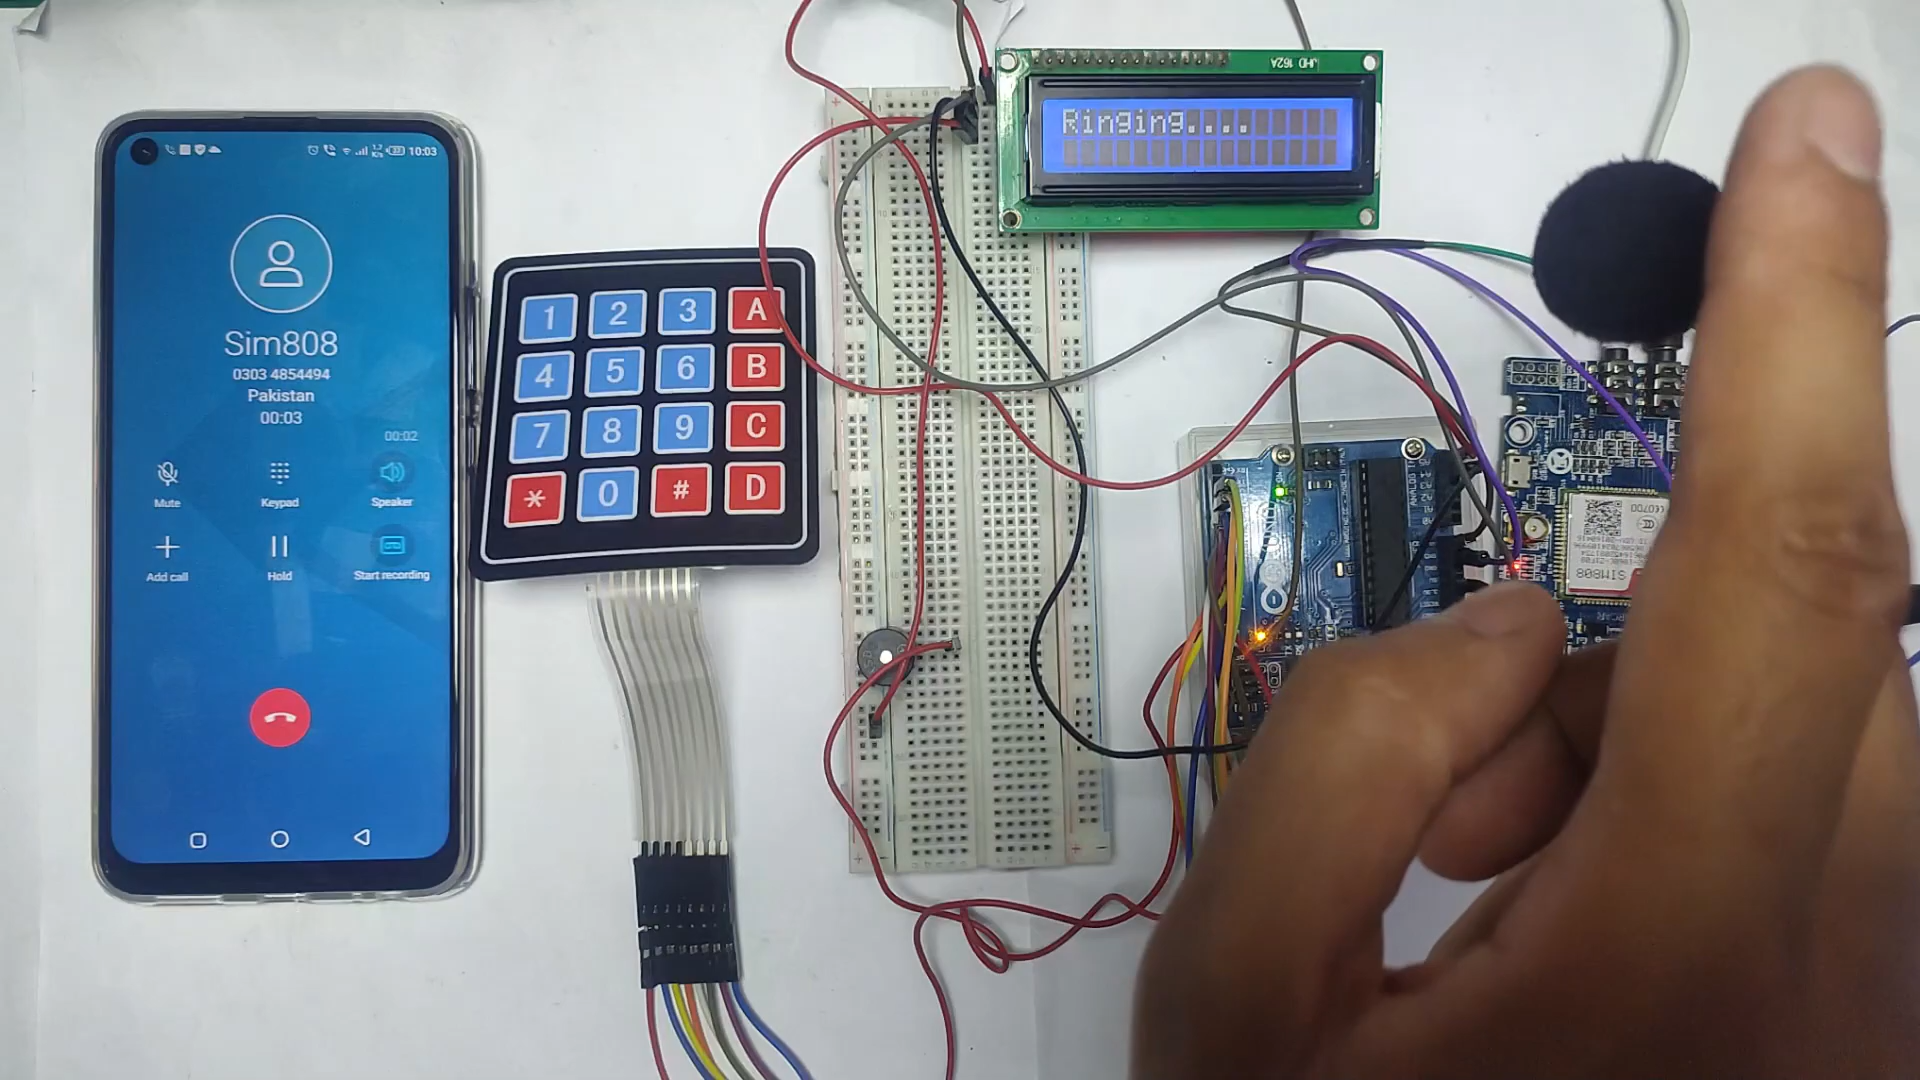 10:03
Sim808
0303 4854494
Pakistan
00:03
00:02
Mute
Keypad
Speaker
Add call
Hold
Start recording
1 2 3 A
4 5 6 B
7 8 9 C
* 0 # D
JHD 162A
Ringing....
SIM808